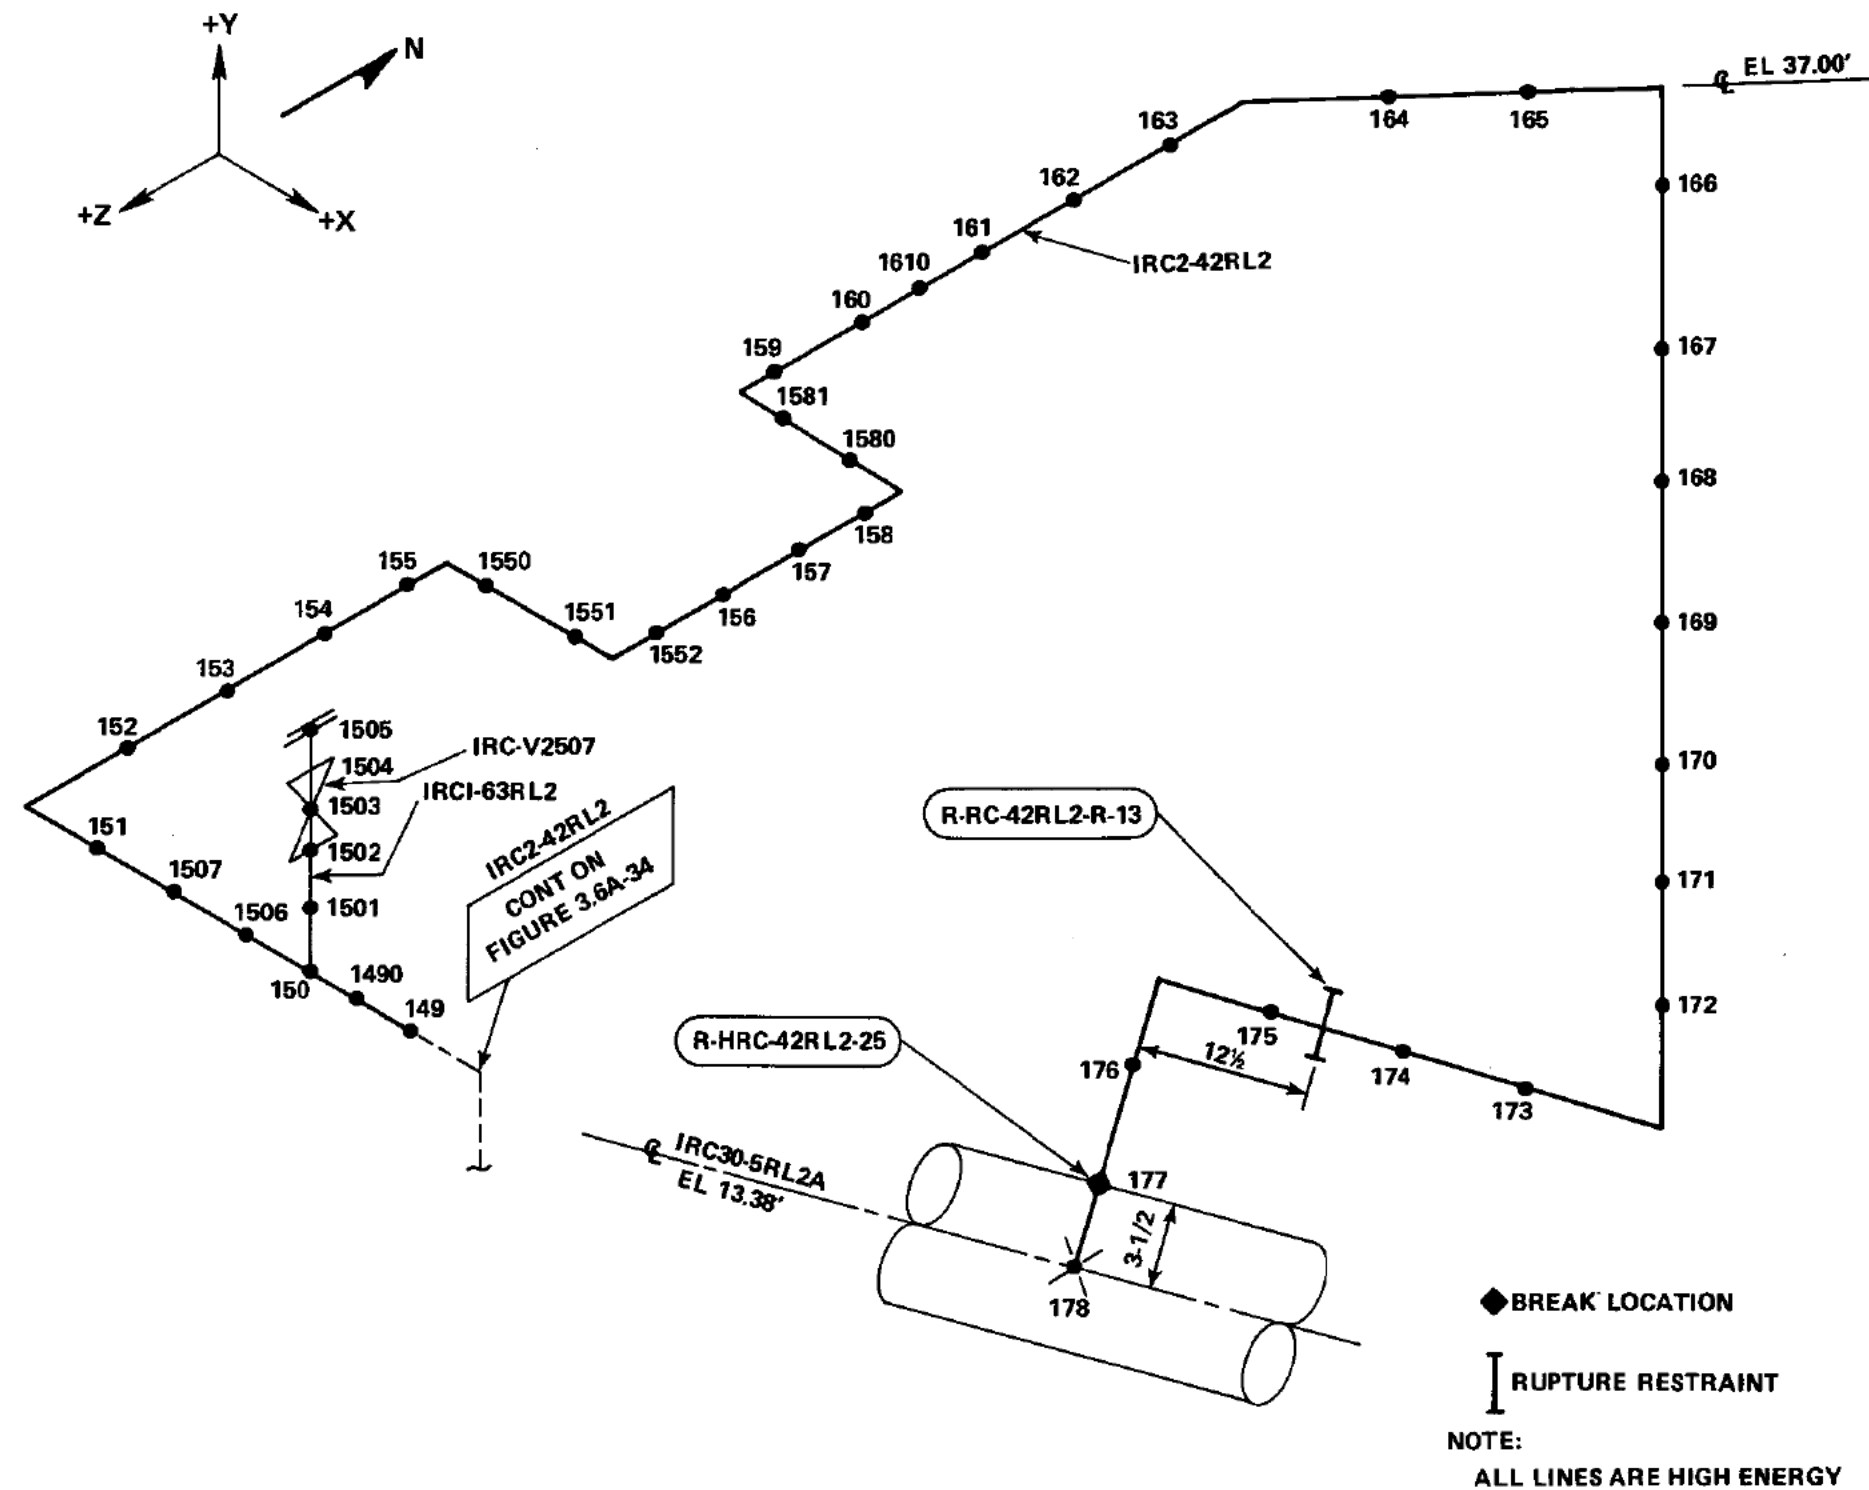 +Y
N
+Z
+X
℄ EL 37.00'
163
164
165
162
166
161
IRC2-42RL2
1610
160
159
167
1581
1580
168
158
157
155
1550
154
1551
156
1552
169
153
152
1505
IRC-V2507
1504
IRCI-63RL2
1503
170
151
1502
IRC2-42RL2
CONT ON
FIGURE 3.6A-34
R-RC-42RL2-R-13
1507
171
1506
1501
150
1490
149
172
R-HRC-42RL2-25
175
12½
176
174
173
℄ IRC30-5RL2A
EL 13.38'
177
3-1/2
178
BREAK LOCATION
RUPTURE RESTRAINT
NOTE:
ALL LINES ARE HIGH ENERGY